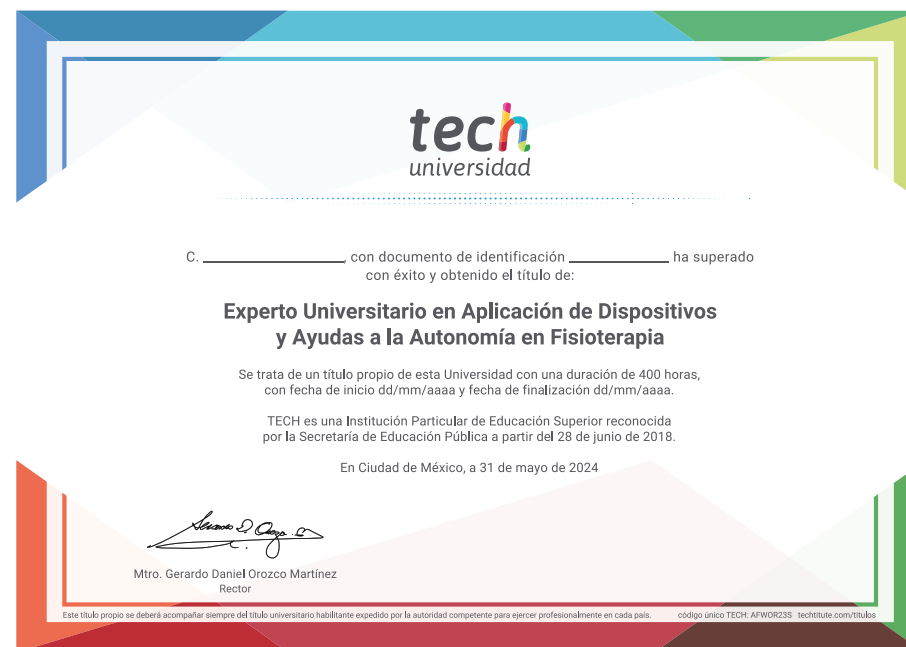 tech
universidad
C. ____________________, con documento de identificación ______________ ha superado
con éxito y obtenido el título de:
Experto Universitario en Aplicación de Dispositivos
y Ayudas a la Autonomía en Fisioterapia
Se trata de un título propio de esta Universidad con una duración de 400 horas,
con fecha de inicio dd/mm/aaaa y fecha de finalización dd/mm/aaaa.
TECH es una Institución Particular de Educación Superior reconocida
por la Secretaría de Educación Pública a partir del 28 de junio de 2018.
En Ciudad de México, a 31 de mayo de 2024
Mtro. Gerardo Daniel Orozco Martínez
Rector
Este título propio se deberá acompañar siempre del título universitario habilitante expedido por la autoridad competente para ejercer profesionalmente en cada país. código único TECH: AFWOR23S techtitute.com/titulos